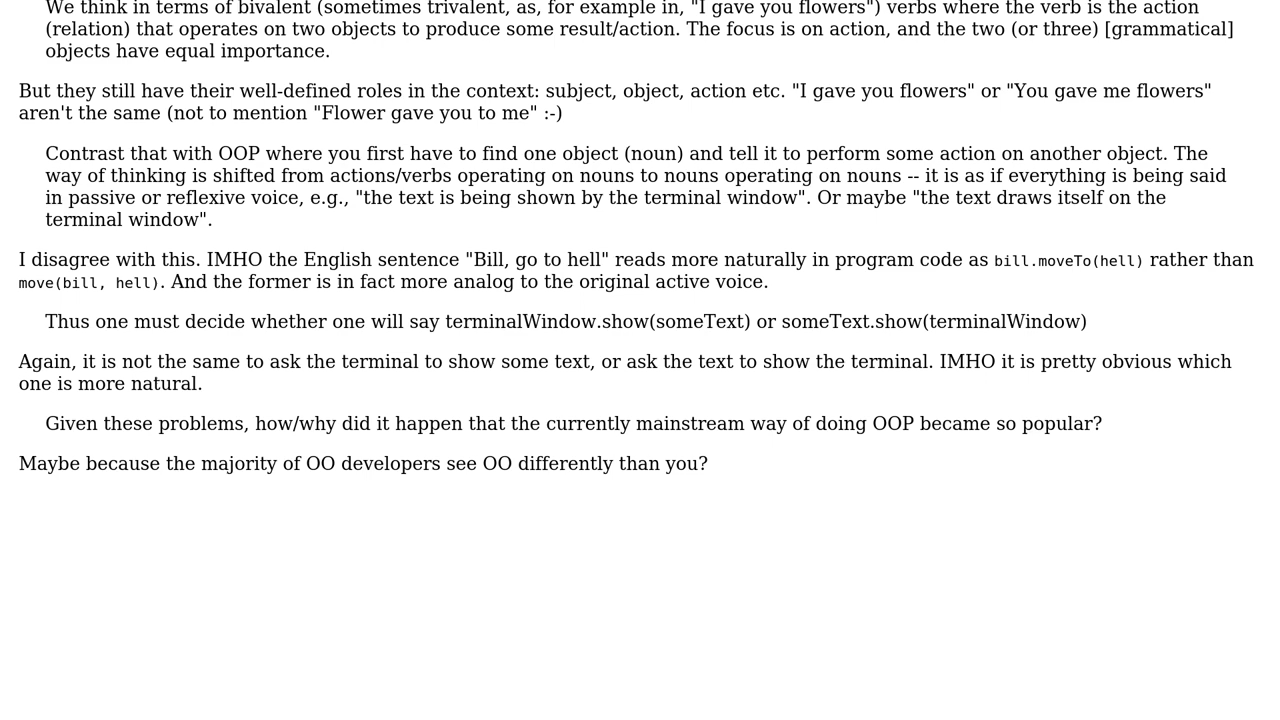 We think in terms of bivalent (sometimes trivalent, as, for example in, "I gave you flowers") verbs where the verb is the action
(relation) that operates on two objects to produce some result/action. The focus is on action, and the two (or three) [grammatical]
objects have equal importance.
But they still have their well-defined roles in the context: subject, object, action etc. "I gave you flowers" or "You gave me flowers"
aren't the same (not to mention "Flower gave you to me" :-)
Contrast that with OOP where you first have to find one object (noun) and tell it to perform some action on another object. The
way of thinking is shifted from actions/verbs operating on nouns to nouns operating on nouns -- it is as if everything is being said
in passive or reflexive voice, e.g., "the text is being shown by the terminal window". Or maybe "the text draws itself on the
terminal window".
I disagree with this. IMHO the English sentence "Bill, go to hell" reads more naturally in program code as bill.moveTo(hell) rather than
move(bill, hell). And the former is in fact more analog to the original active voice.
Thus one must decide whether one will say terminalWindow.show(someText) or someText.show(terminalWindow)
Again, it is not the same to ask the terminal to show some text, or ask the text to show the terminal. IMHO it is pretty obvious which
one is more natural.
Given these problems, how/why did it happen that the currently mainstream way of doing OOP became so popular?
Maybe because the majority of OO developers see OO differently than you?